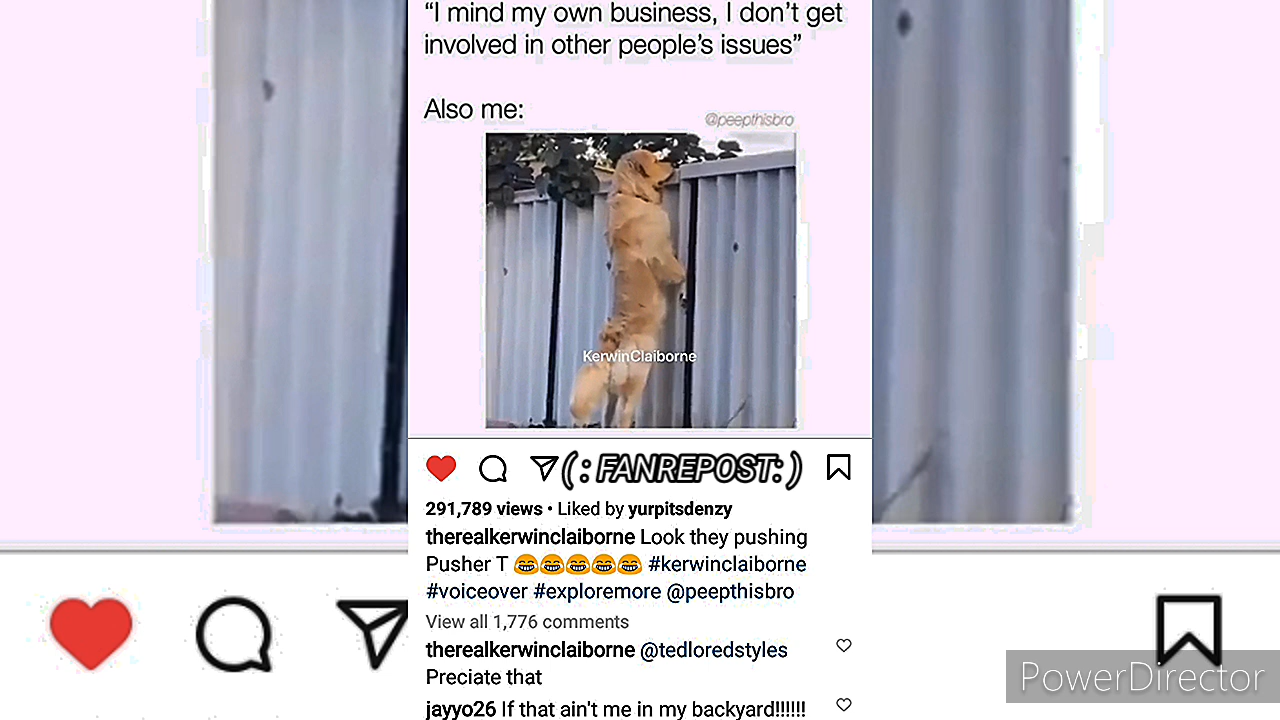 “I mind my own business, I don’t get
involved in other people’s issues”
Also me:
@peepthisbro
KerwinClaiborne
( : FANREPOST: )
291,789 views • Liked by yurpitsdenzy
therealkerwinclaiborne Look they pushing
Pusher T 😂😂😂😂😂 #kerwinclaiborne
#voiceover #exploremore @peepthisbro
View all 1,776 comments
therealkerwinclaiborne @tedloredstyles
Preciate that
jayyo26 If that ain't me in my backyard!!!!!!
PowerDirector